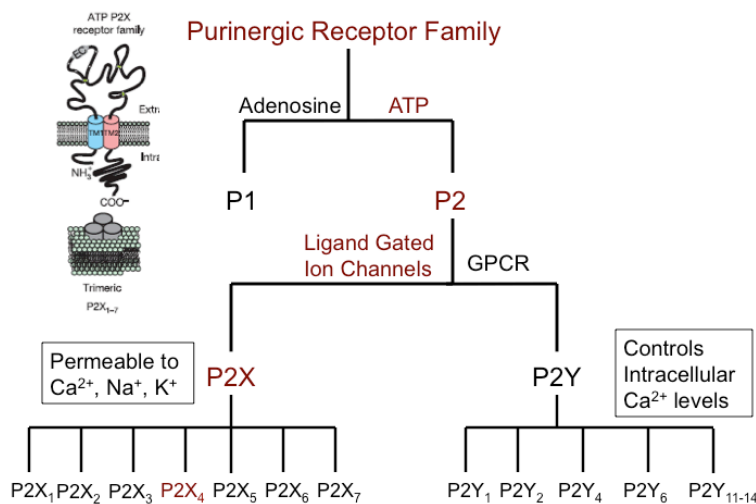 ATP P2X
receptor family
Purinergic Receptor Family
Extra
Adenosine
ATP
TM1
TM2
Intra
NH₃⁺
COO⁻
P1
P2
Ligand Gated
Ion Channels
GPCR
Trimeric
P2X₁₋₇
Permeable to
Ca²⁺, Na⁺, K⁺
P2X
P2Y
Controls
Intracellular
Ca²⁺ levels
P2X₁ P2X₂ P2X₃ P2X₄ P2X₅ P2X₆ P2X₇
P2Y₁ P2Y₂ P2Y₄ P2Y₆ P2Y₁₁₋₁₄